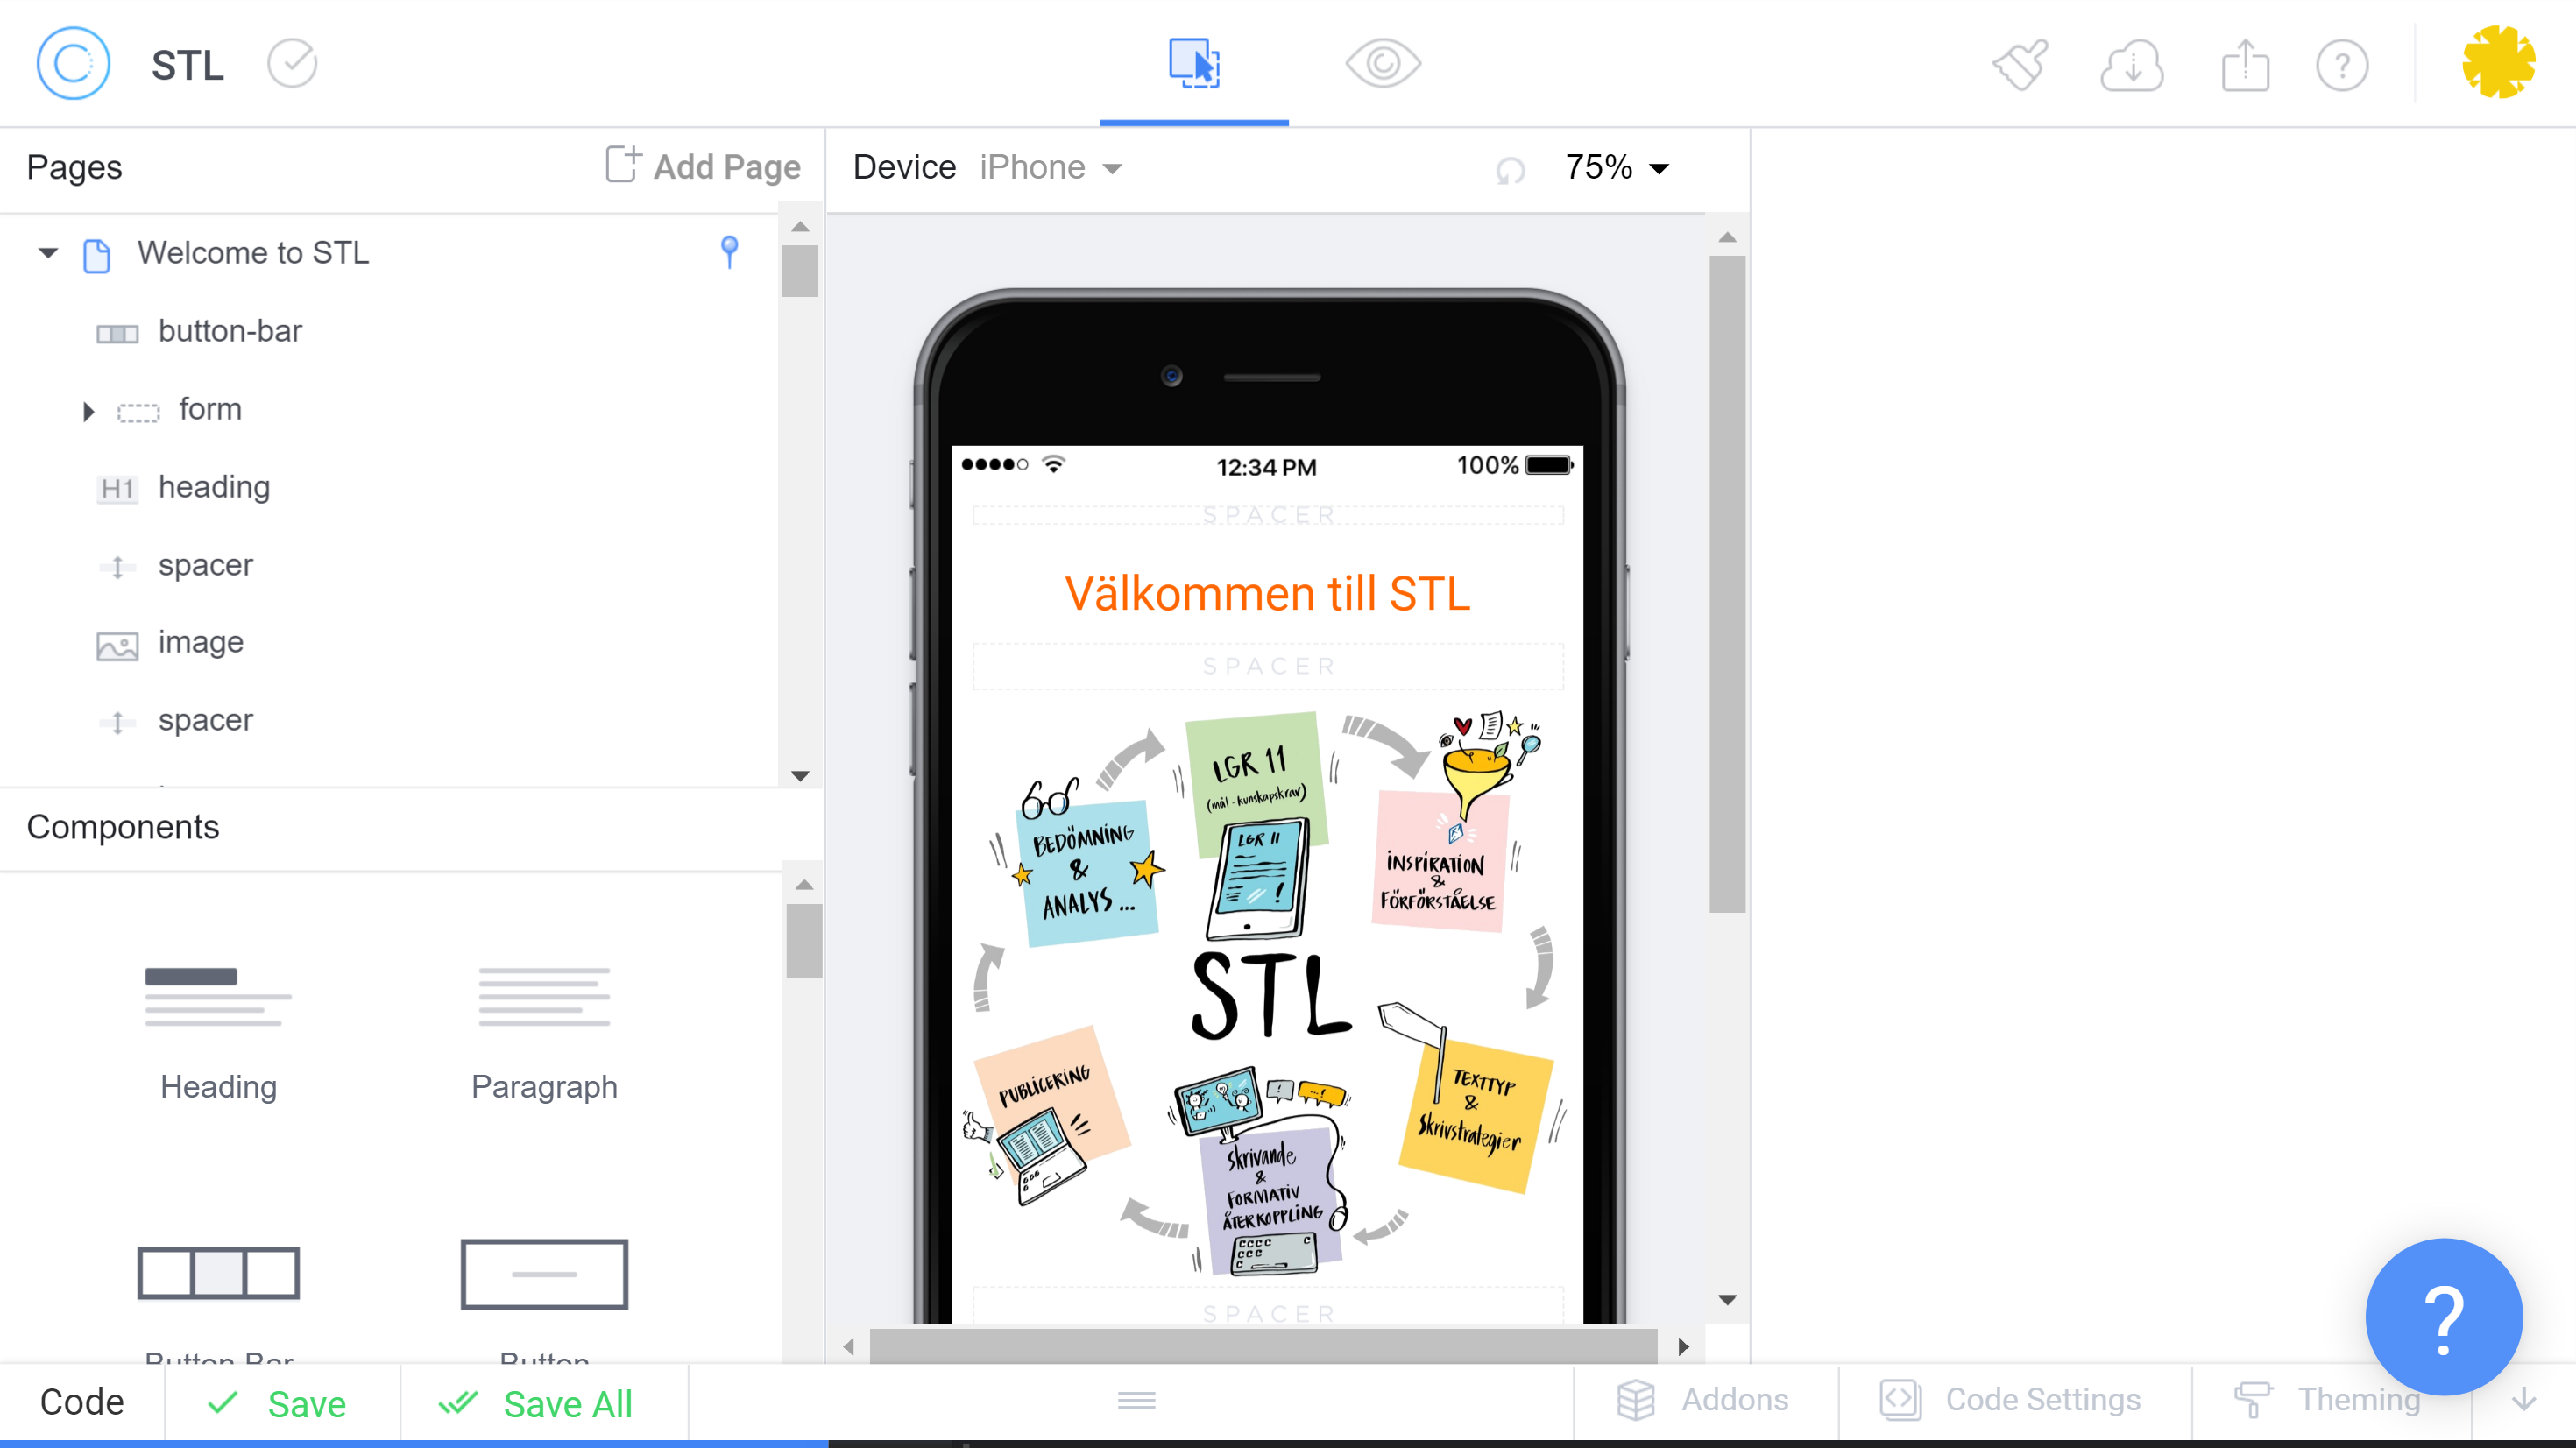 STL
Pages
Add Page
Device iPhone
75%
Welcome to STL
button-bar
form
H1 heading
spacer
image
spacer
Components
Heading
Paragraph
Button Bar
Button
12:34 PM
100%
SPACER
Välkommen till STL
SPACER
LGR 11
(mål - kunskapskrav)
LGR 11
BEDÖMNING
&
ANALYS ...
INSPIRATION
&
FÖRFÖRSTÅELSE
STL
PUBLICERING
TEXTTYP
&
Skrivstrategier
Skrivande
&
FORMATIV
ÅTERKOPPLING
SPACER
?
Code
Save
Save All
Addons
Code Settings
Theming